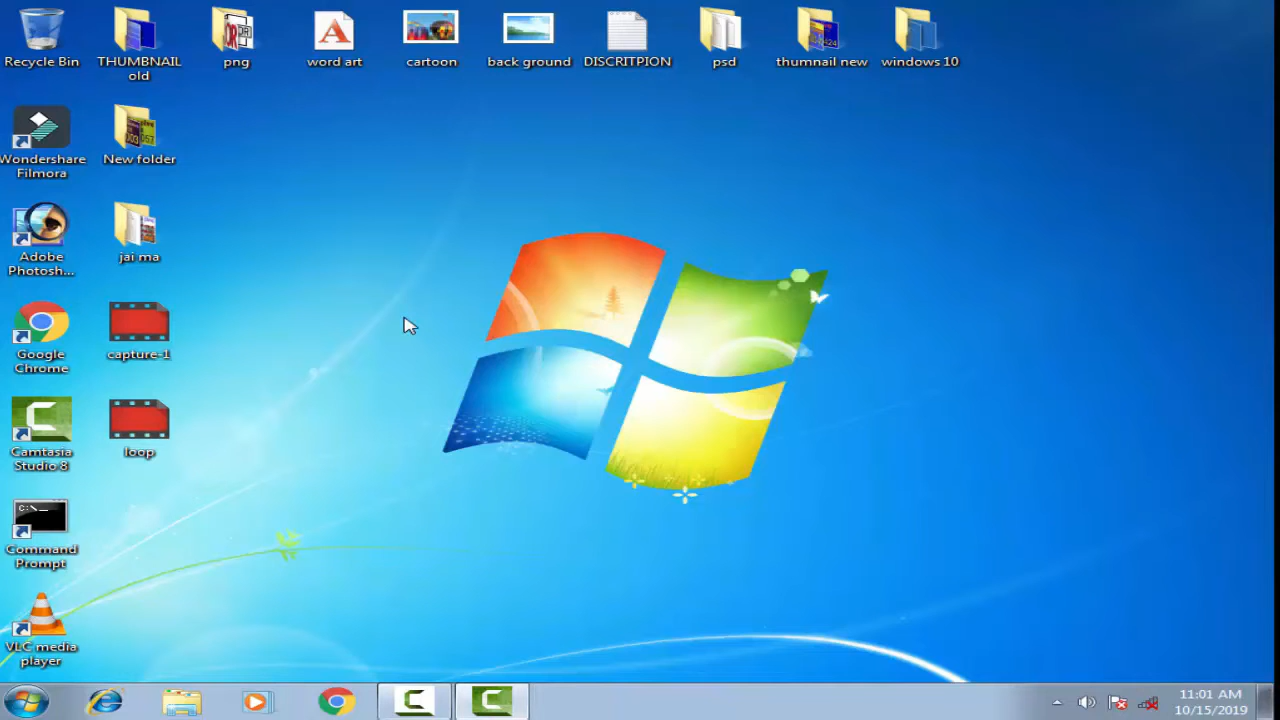 Recycle Bin
THUMBNAIL
old
png
word art
cartoon
back ground
DISCRITPION
psd
thumnail new
windows 10
Wondershare
Filmora
New folder
Adobe
Photosh...
jai ma
Google
Chrome
capture-1
Camtasia
Studio 8
loop
C:\_
Command
Prompt
VLC media
player
11:01 AM
10/15/2019